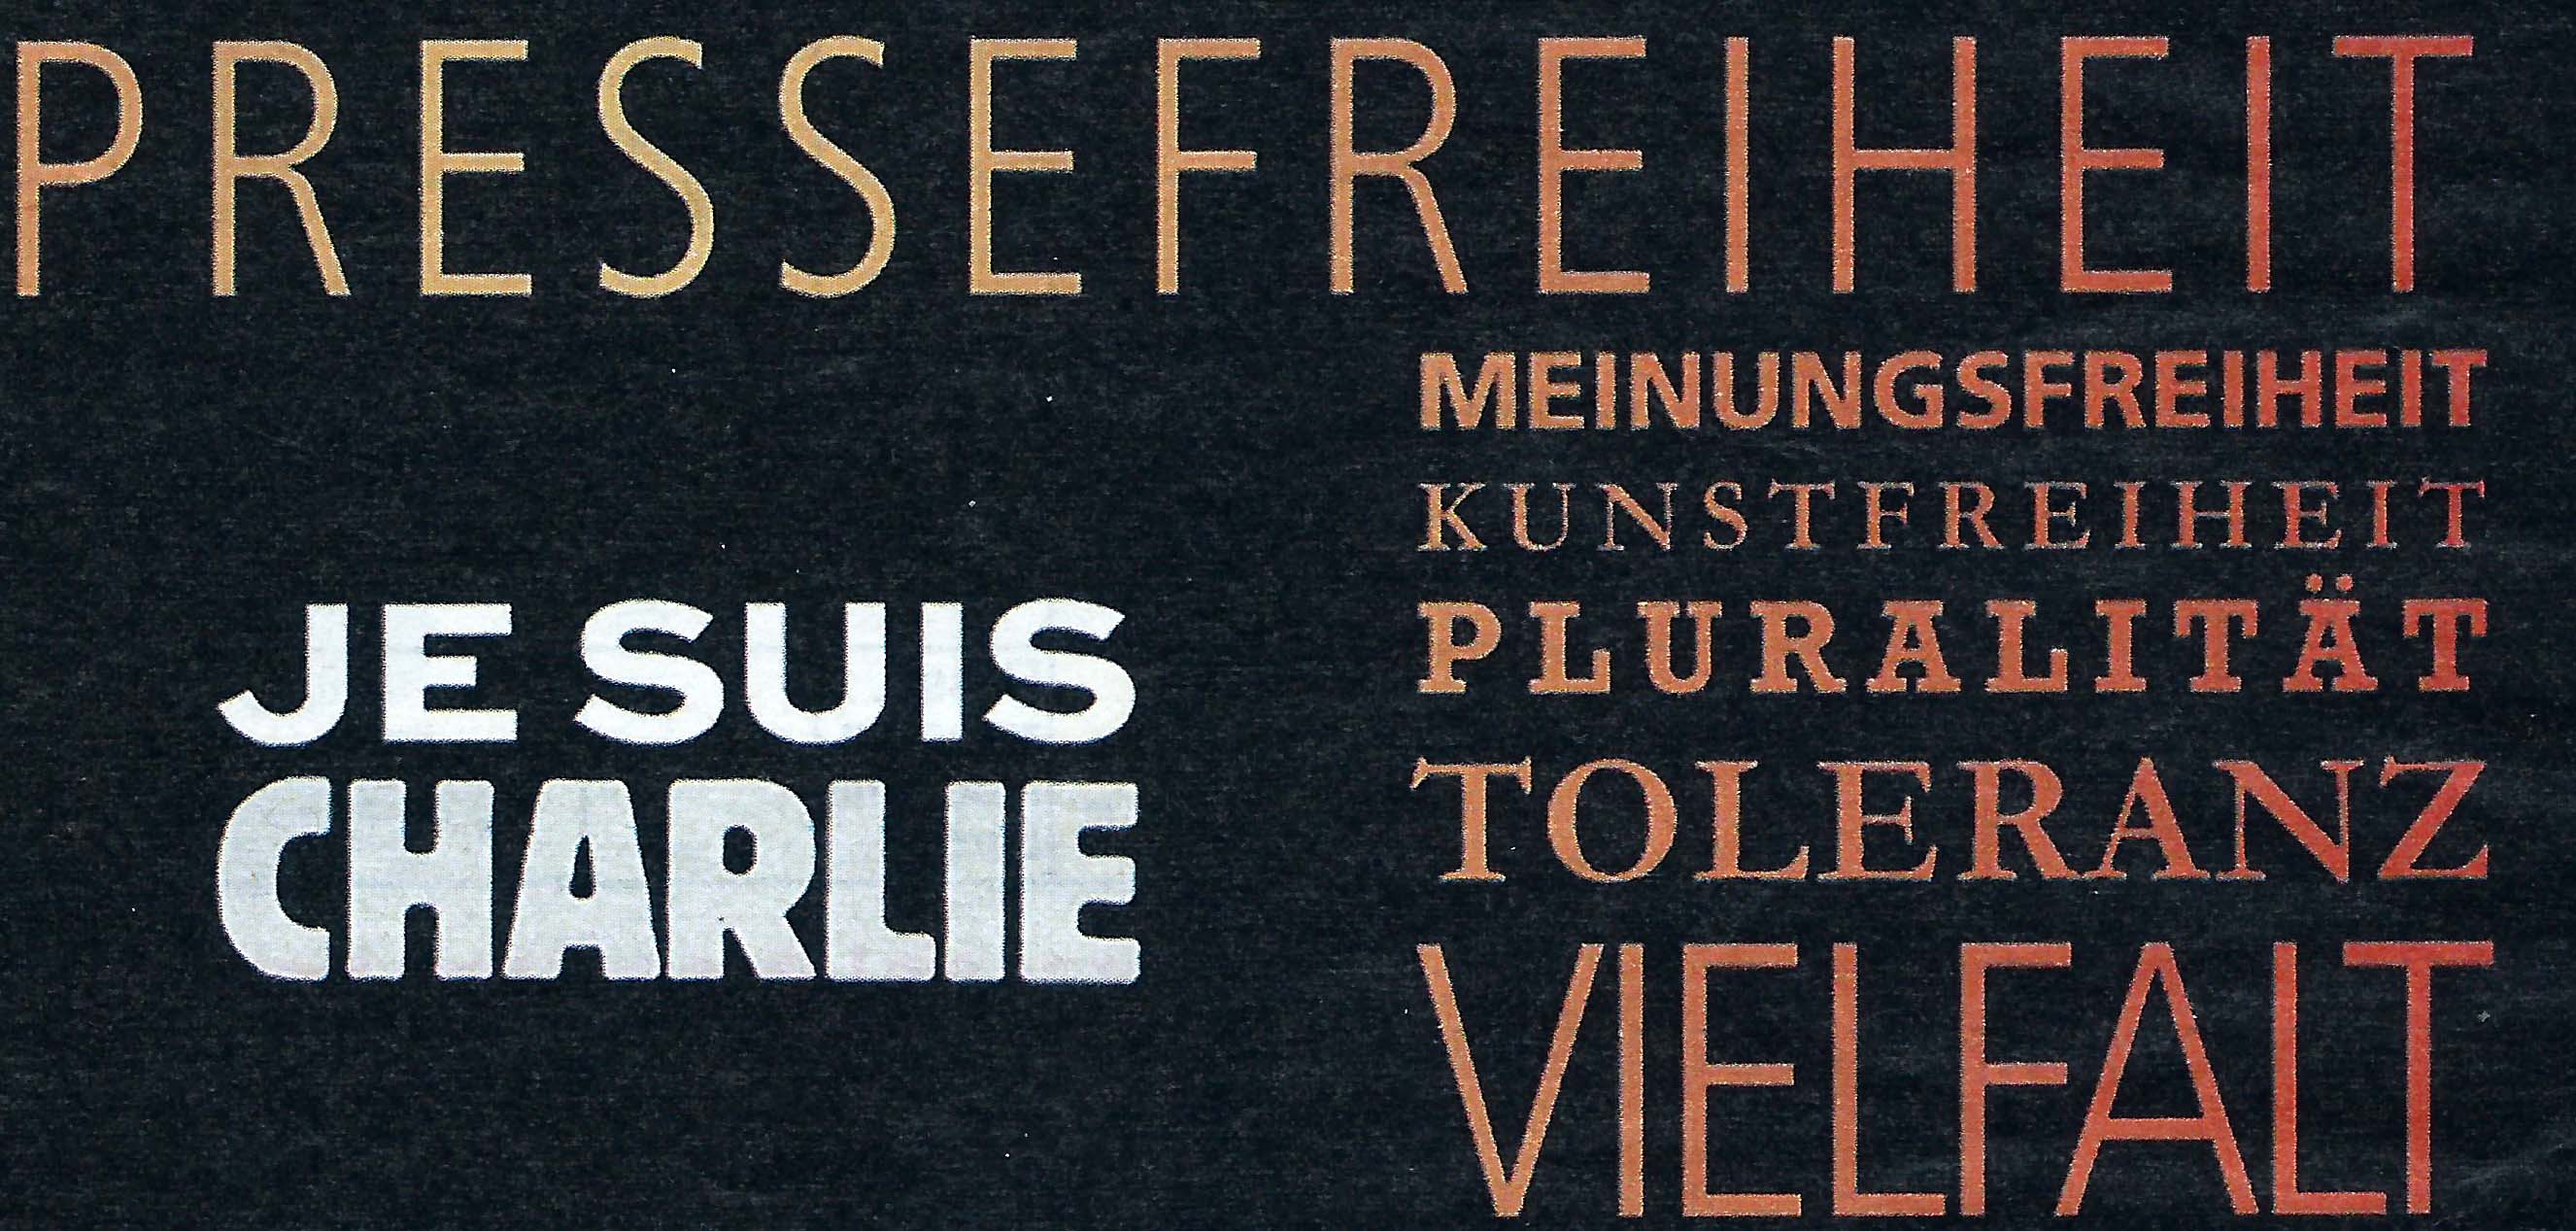 PRESSEFREIHEIT
MEINUNGSFREIHEIT
KUNSTFREIHEIT
PLURALITÄT
TOLERANZ
VIELFALT
JE SUIS
CHARLIE